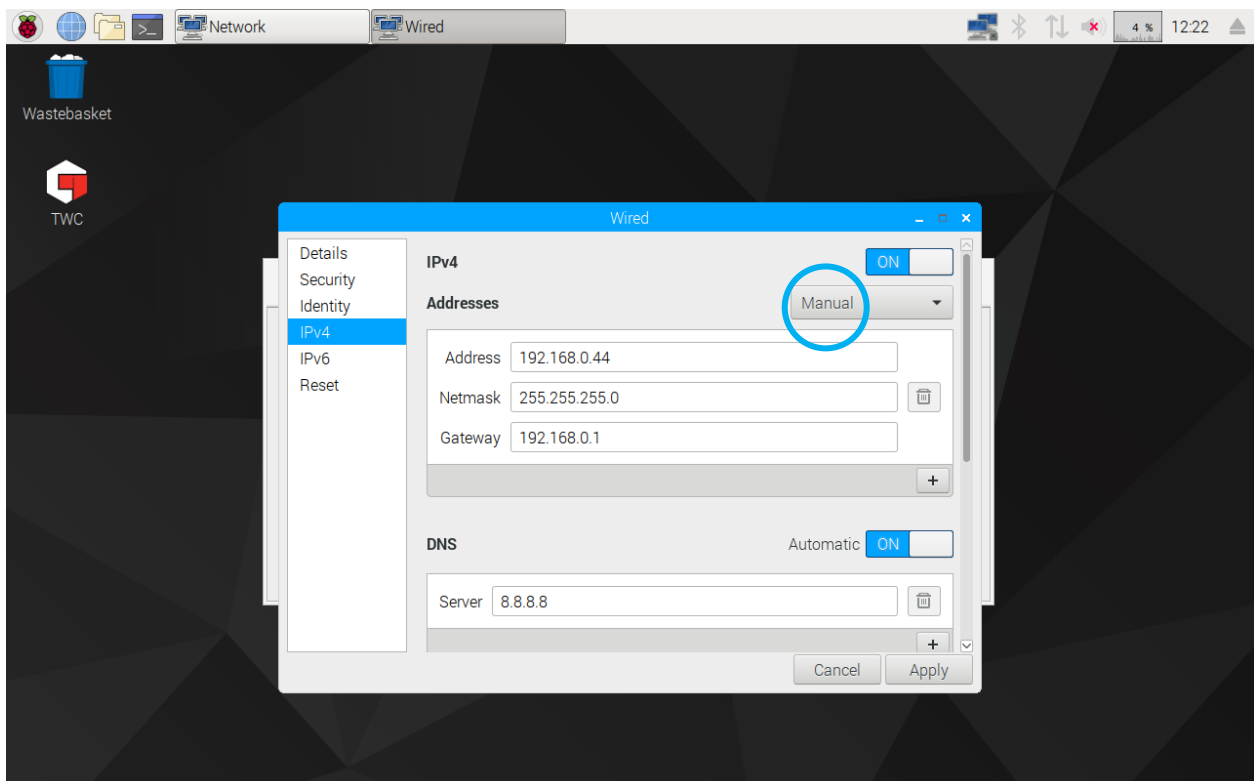 Network
Wired
4 %
12:22
Wastebasket
TWC
Wired
Details
Security
Identity
IPv4
IPv6
Reset
IPv4
ON
Addresses
Manual
Address 192.168.0.44
Netmask 255.255.255.0
Gateway 192.168.0.1
+
DNS
Automatic ON
Server 8.8.8.8
+
Cancel
Apply